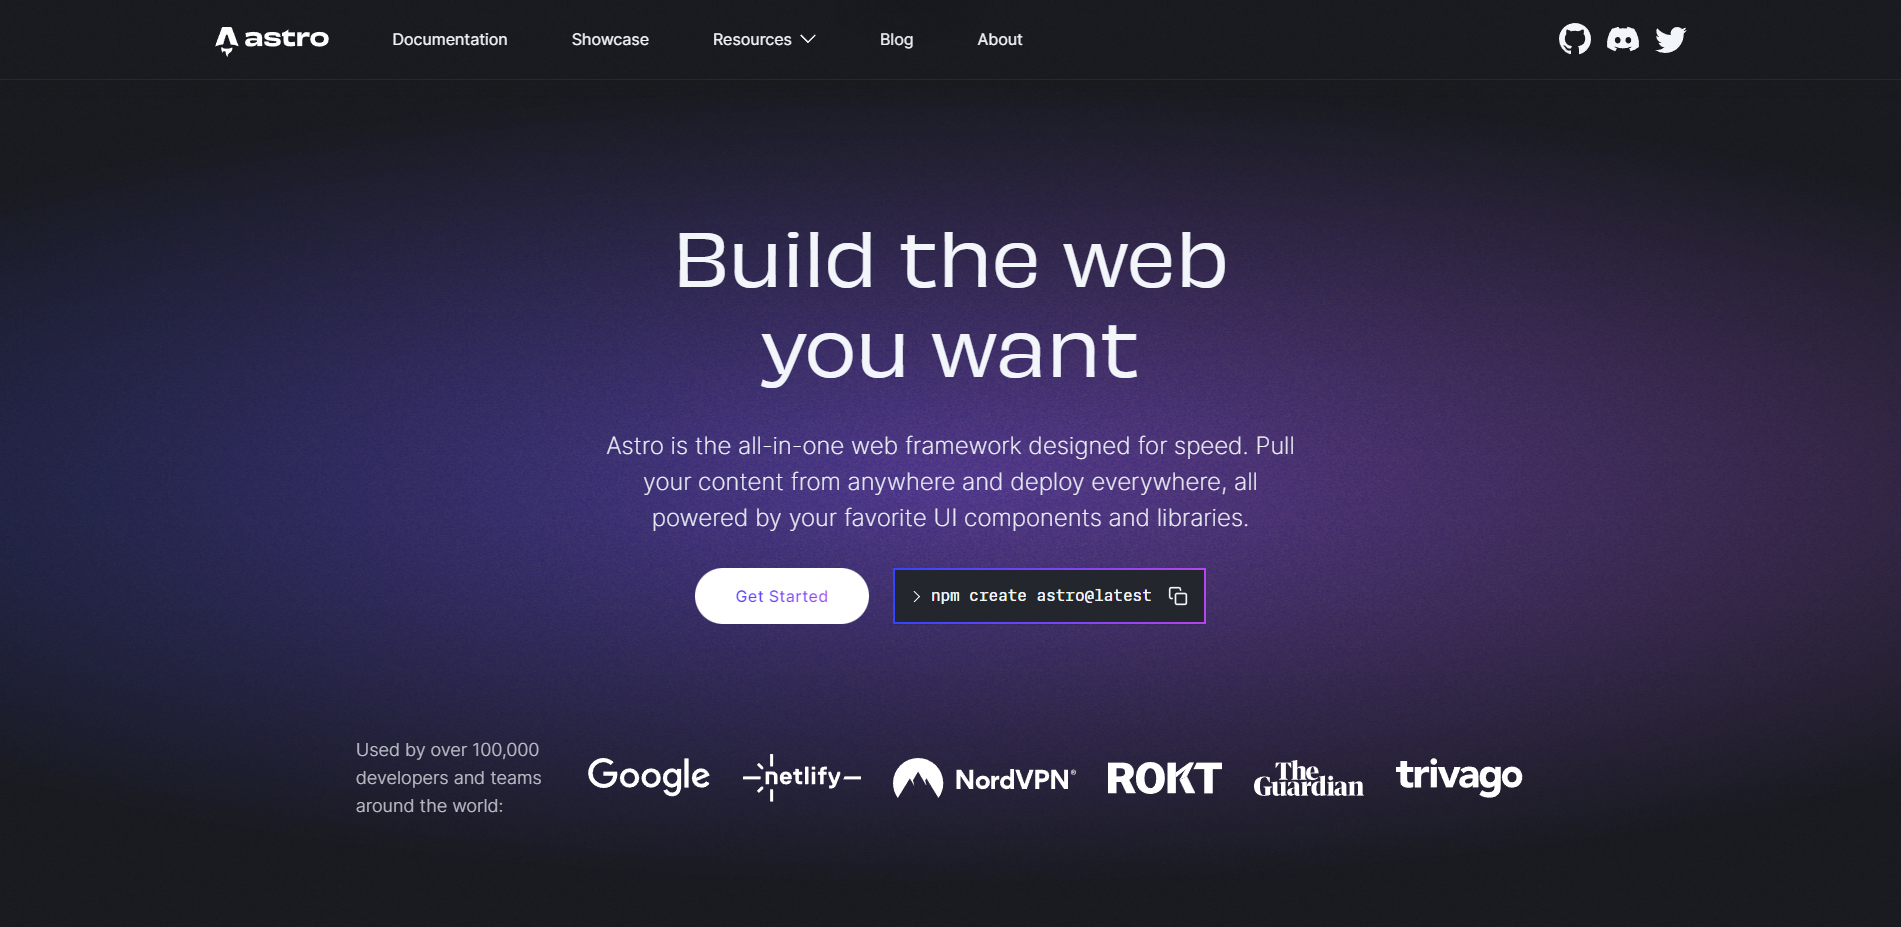 astro
Documentation
Showcase
Resources
Blog
About
Build the web
you want
Astro is the all-in-one web framework designed for speed. Pull
your content from anywhere and deploy everywhere, all
powered by your favorite UI components and libraries.
Get Started
> npm create astro@latest
Used by over 100,000
developers and teams
around the world:
Google
netlify
NordVPN®
ROKT
The
Guardian
trivago